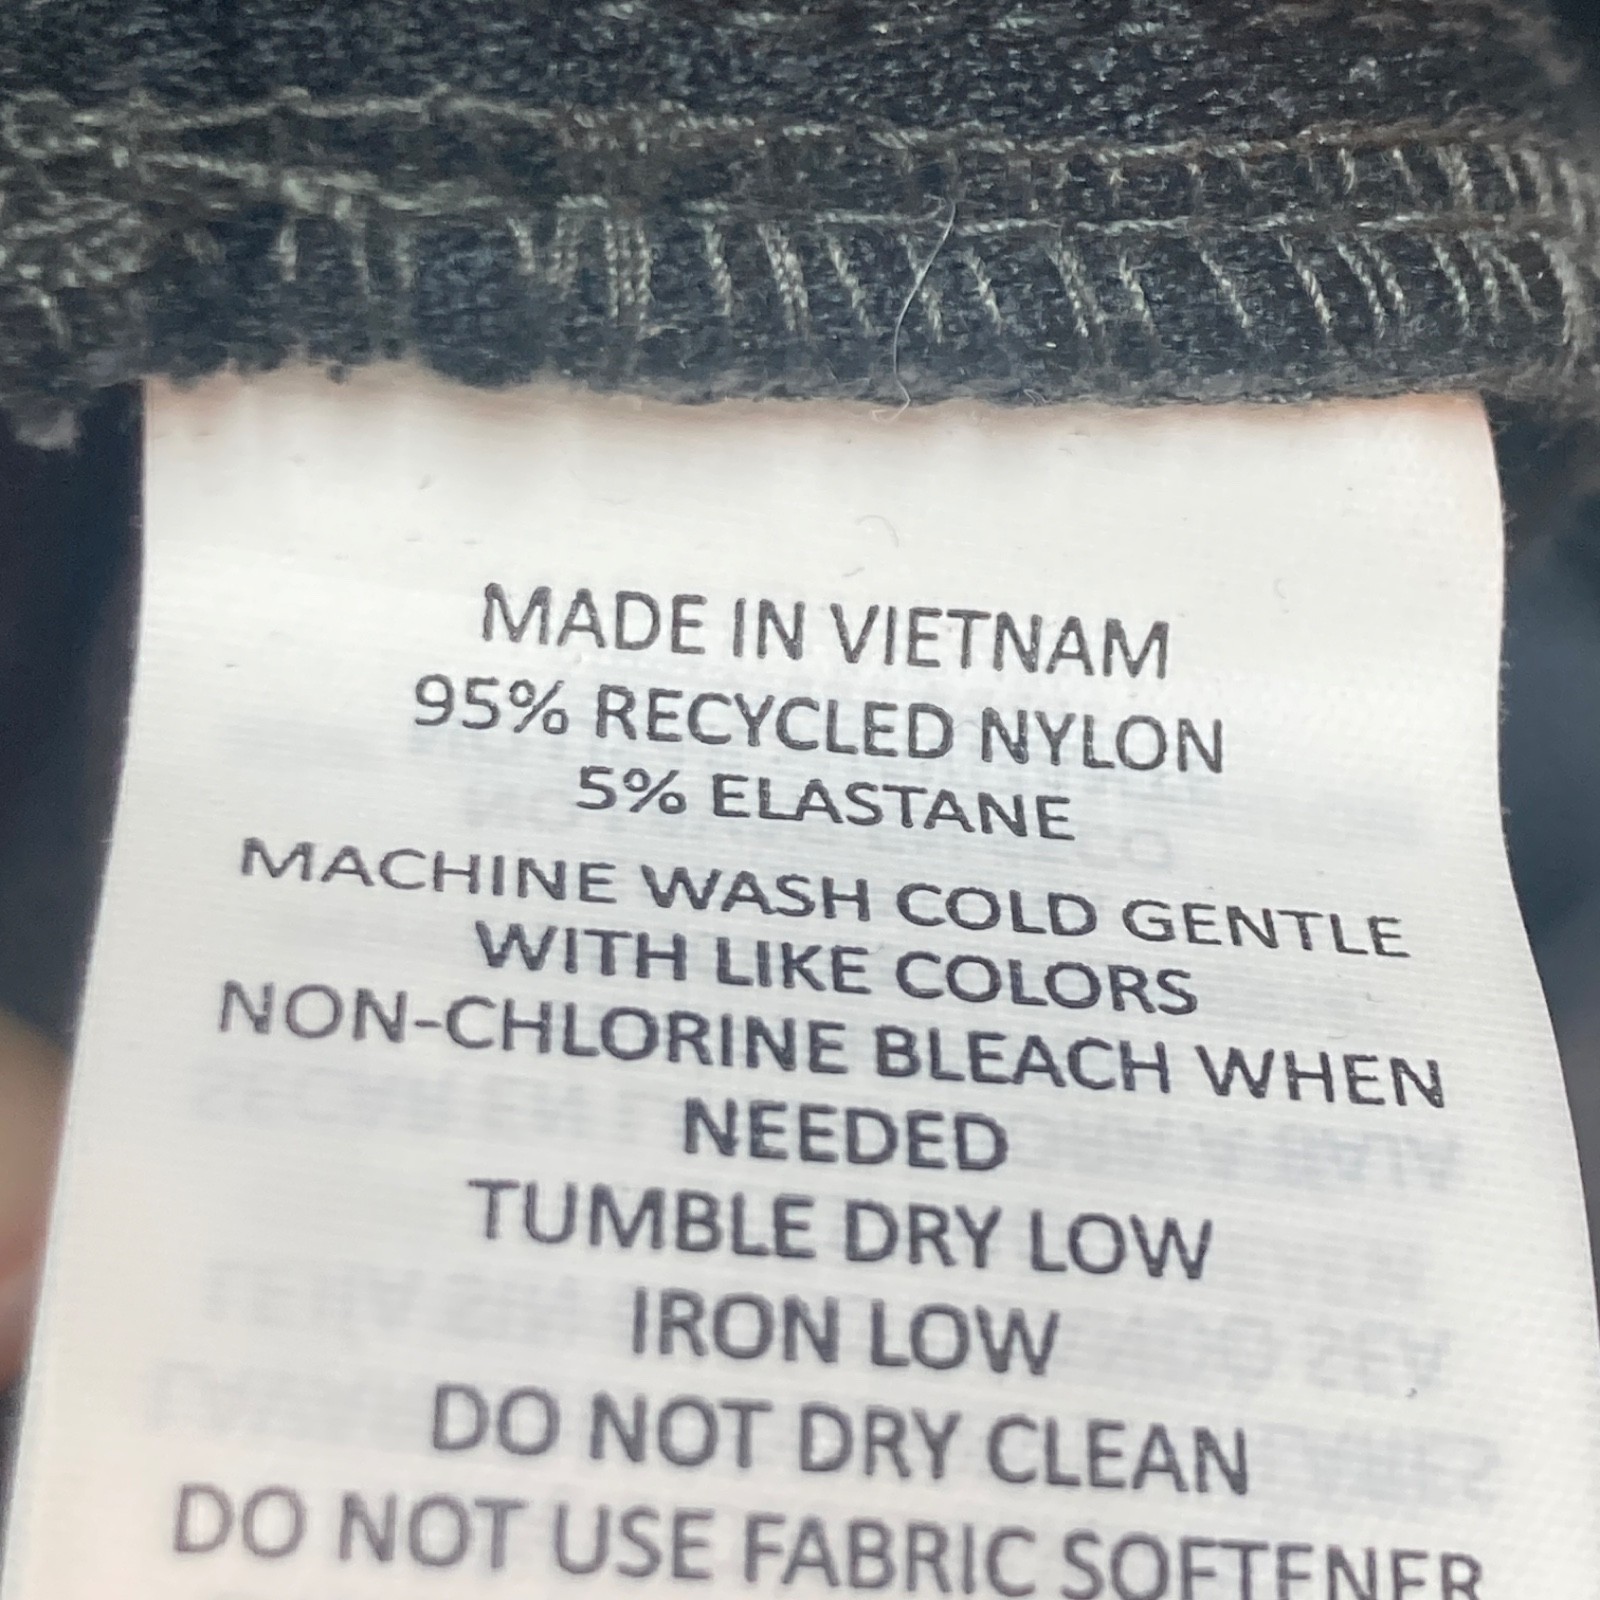 MADE IN VIETNAM
95% RECYCLED NYLON
5% ELASTANE
MACHINE WASH COLD GENTLE
WITH LIKE COLORS
NON-CHLORINE BLEACH WHEN
NEEDED
TUMBLE DRY LOW
IRON LOW
DO NOT DRY CLEAN
DO NOT USE FABRIC SOFTENER